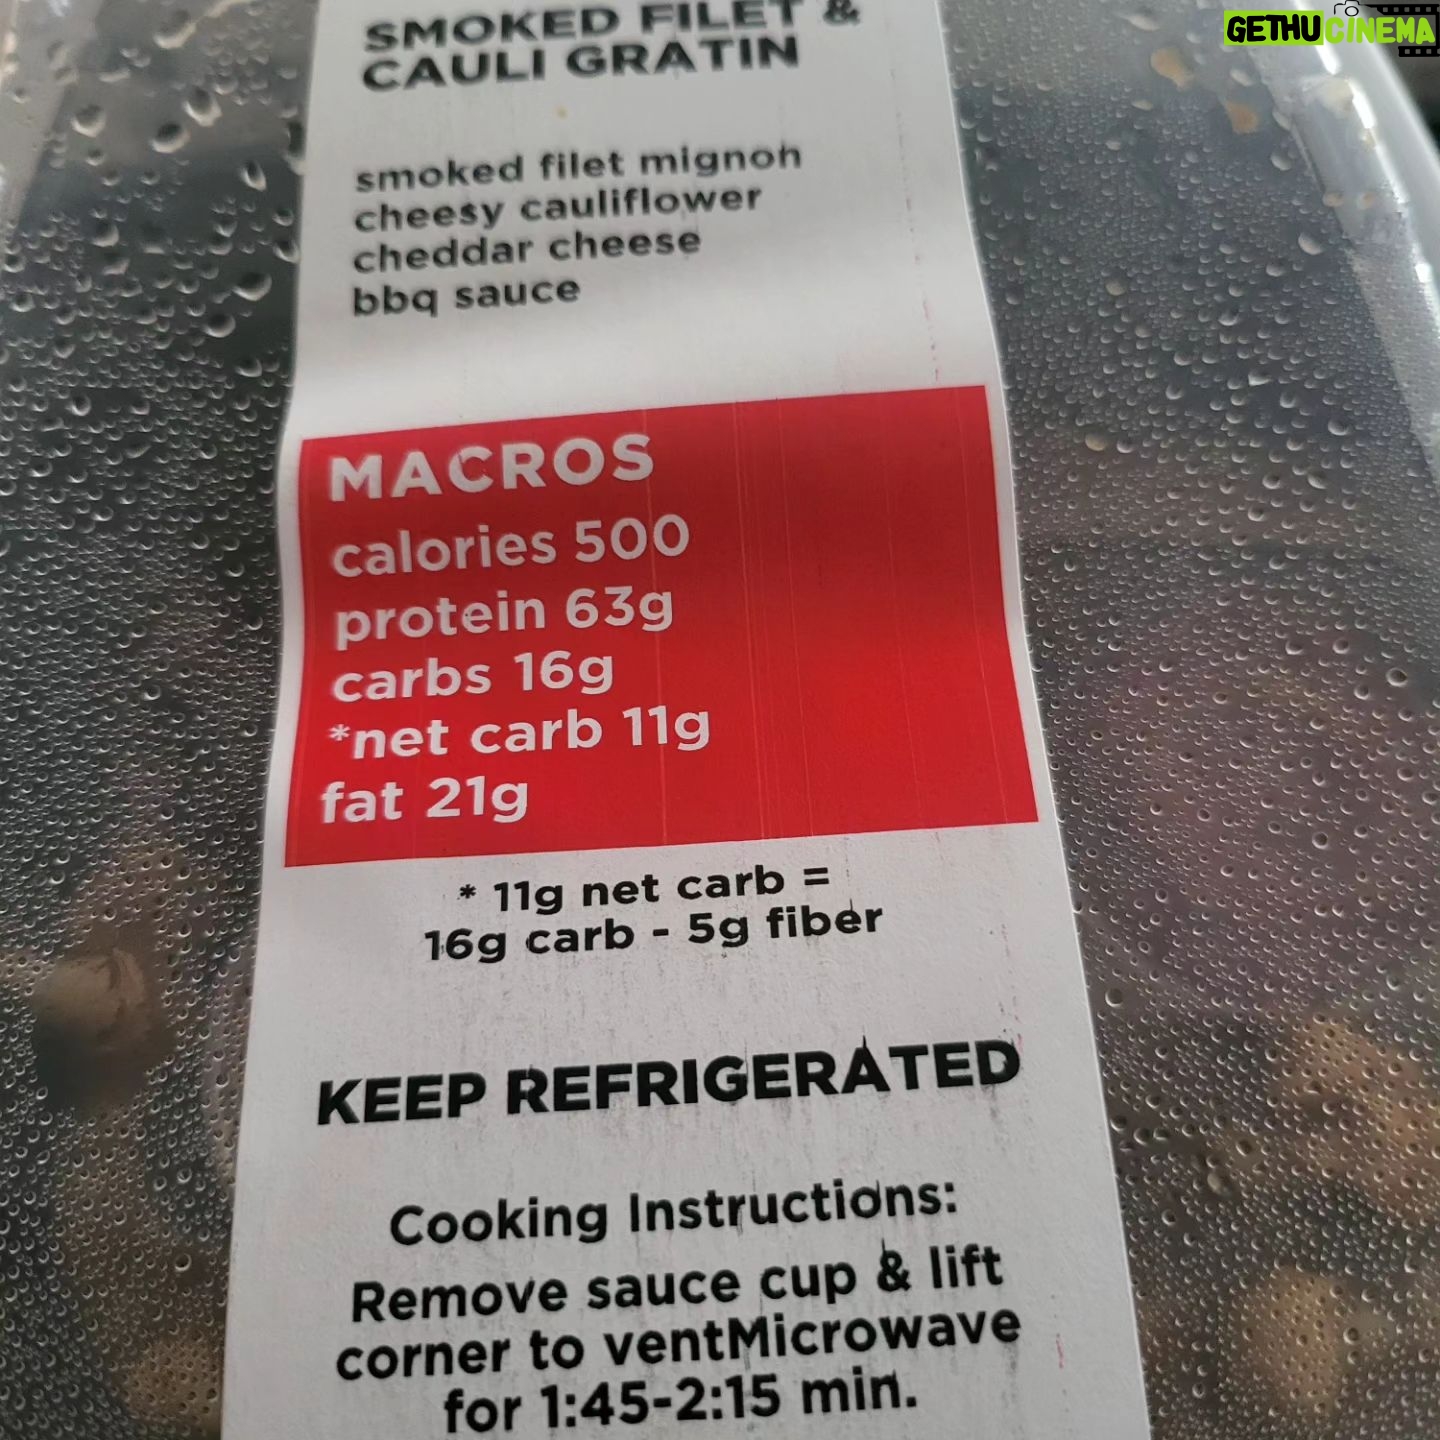 GETHUCINEMA
SMOKED FILET &
CAULI GRATIN
smoked filet mignon
cheesy cauliflower
cheddar cheese
bbq sauce
MACROS
calories 500
protein 63g
carbs 16g
*net carb 11g
fat 21g
* 11g net carb =
16g carb - 5g fiber
KEEP REFRIGERATED
Cooking Instructions:
Remove sauce cup & lift
corner to ventMicrowave
for 1:45-2:15 min.